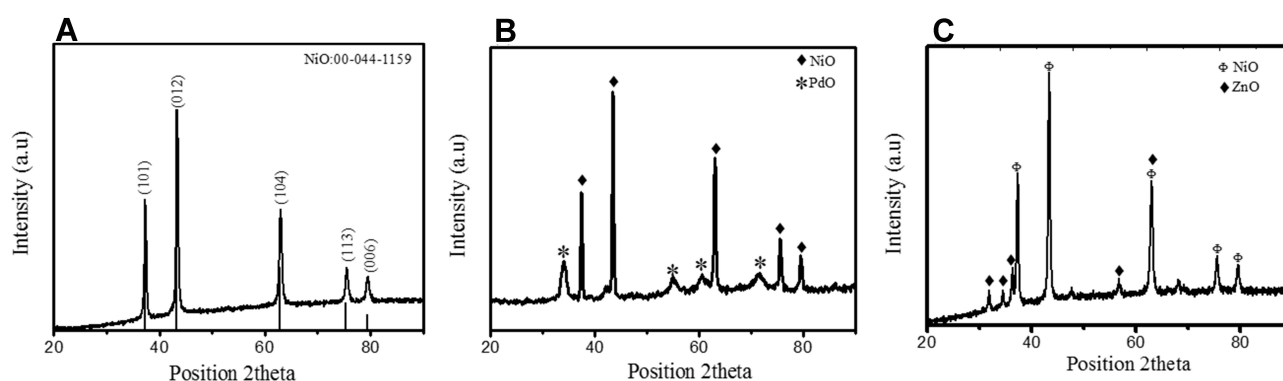 A
NiO:00-044-1159
(101)
(012)
(104)
(113)
(006)
Intensity (a.u)
20 40 60 80
Position 2theta
B
♦ NiO
*PdO
Intensity (a.u)
20 40 60 80
Position 2theta
C
Φ NiO
♦ ZnO
Intensity (a.u)
20 40 60 80
Position 2theta